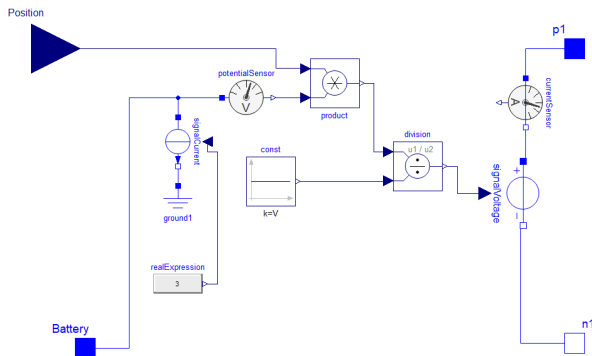 Position
p1
potentialSensor
V
product
currentSensor
A
signalCurrent
const
k=V
division
u1 / u2
signalVoltage
+
−
ground1
realExpression
3
Battery
n1